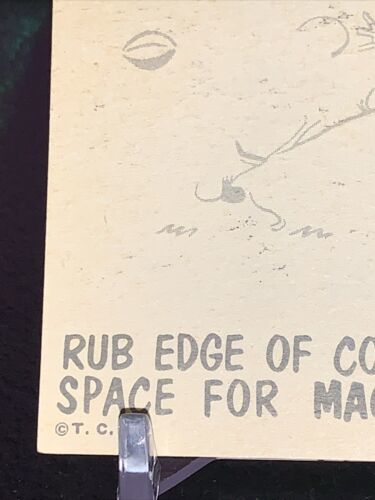 RUB EDGE OF CO
SPACE FOR MAG
© T. C.